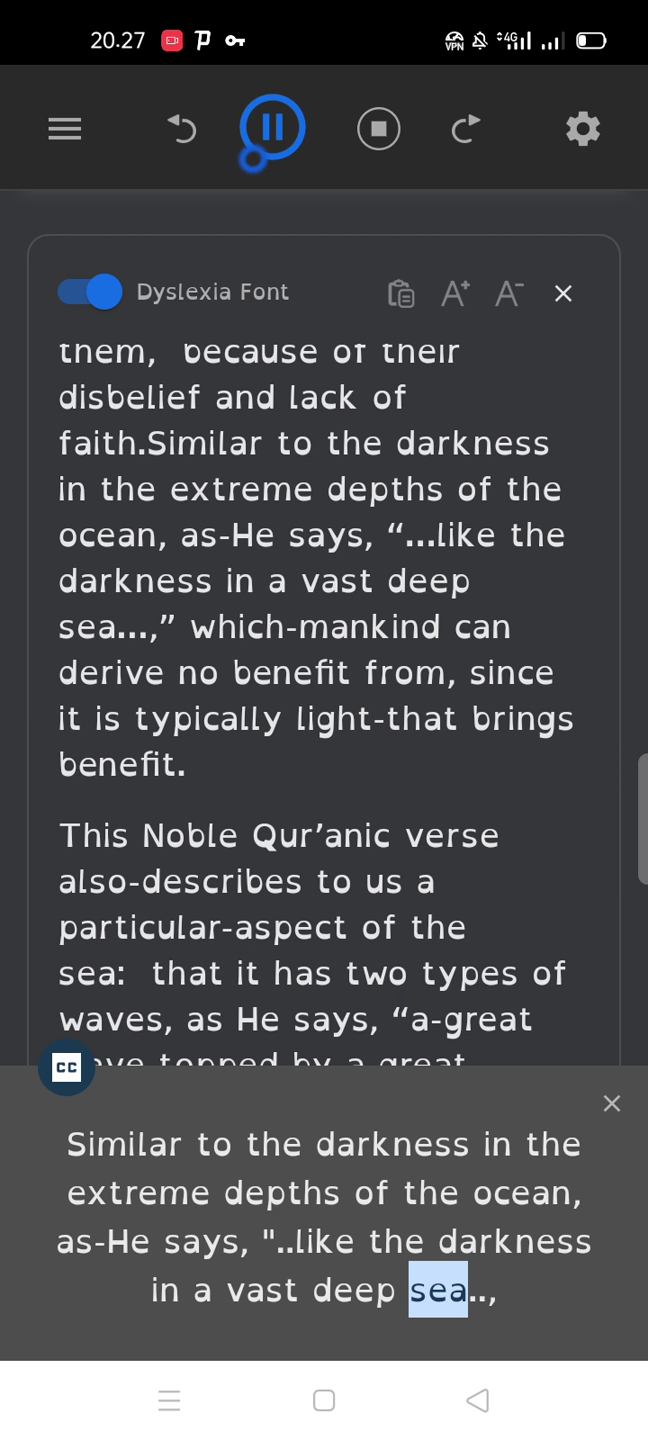 20.27
VPN 4G
Dyslexia Font
A+ A-
them, because of their
disbelief and lack of
faith.Similar to the darkness
in the extreme depths of the
ocean, as-He says, “...like the
darkness in a vast deep
sea...,” which-mankind can
derive no benefit from, since
it is typically light-that brings
benefit.
This Noble Qur’anic verse
also-describes to us a
particular-aspect of the
sea: that it has two types of
waves, as He says, “a-great
topped by a great
CC
Similar to the darkness in the
extreme depths of the ocean,
as-He says, "..like the darkness
in a vast deep sea..,